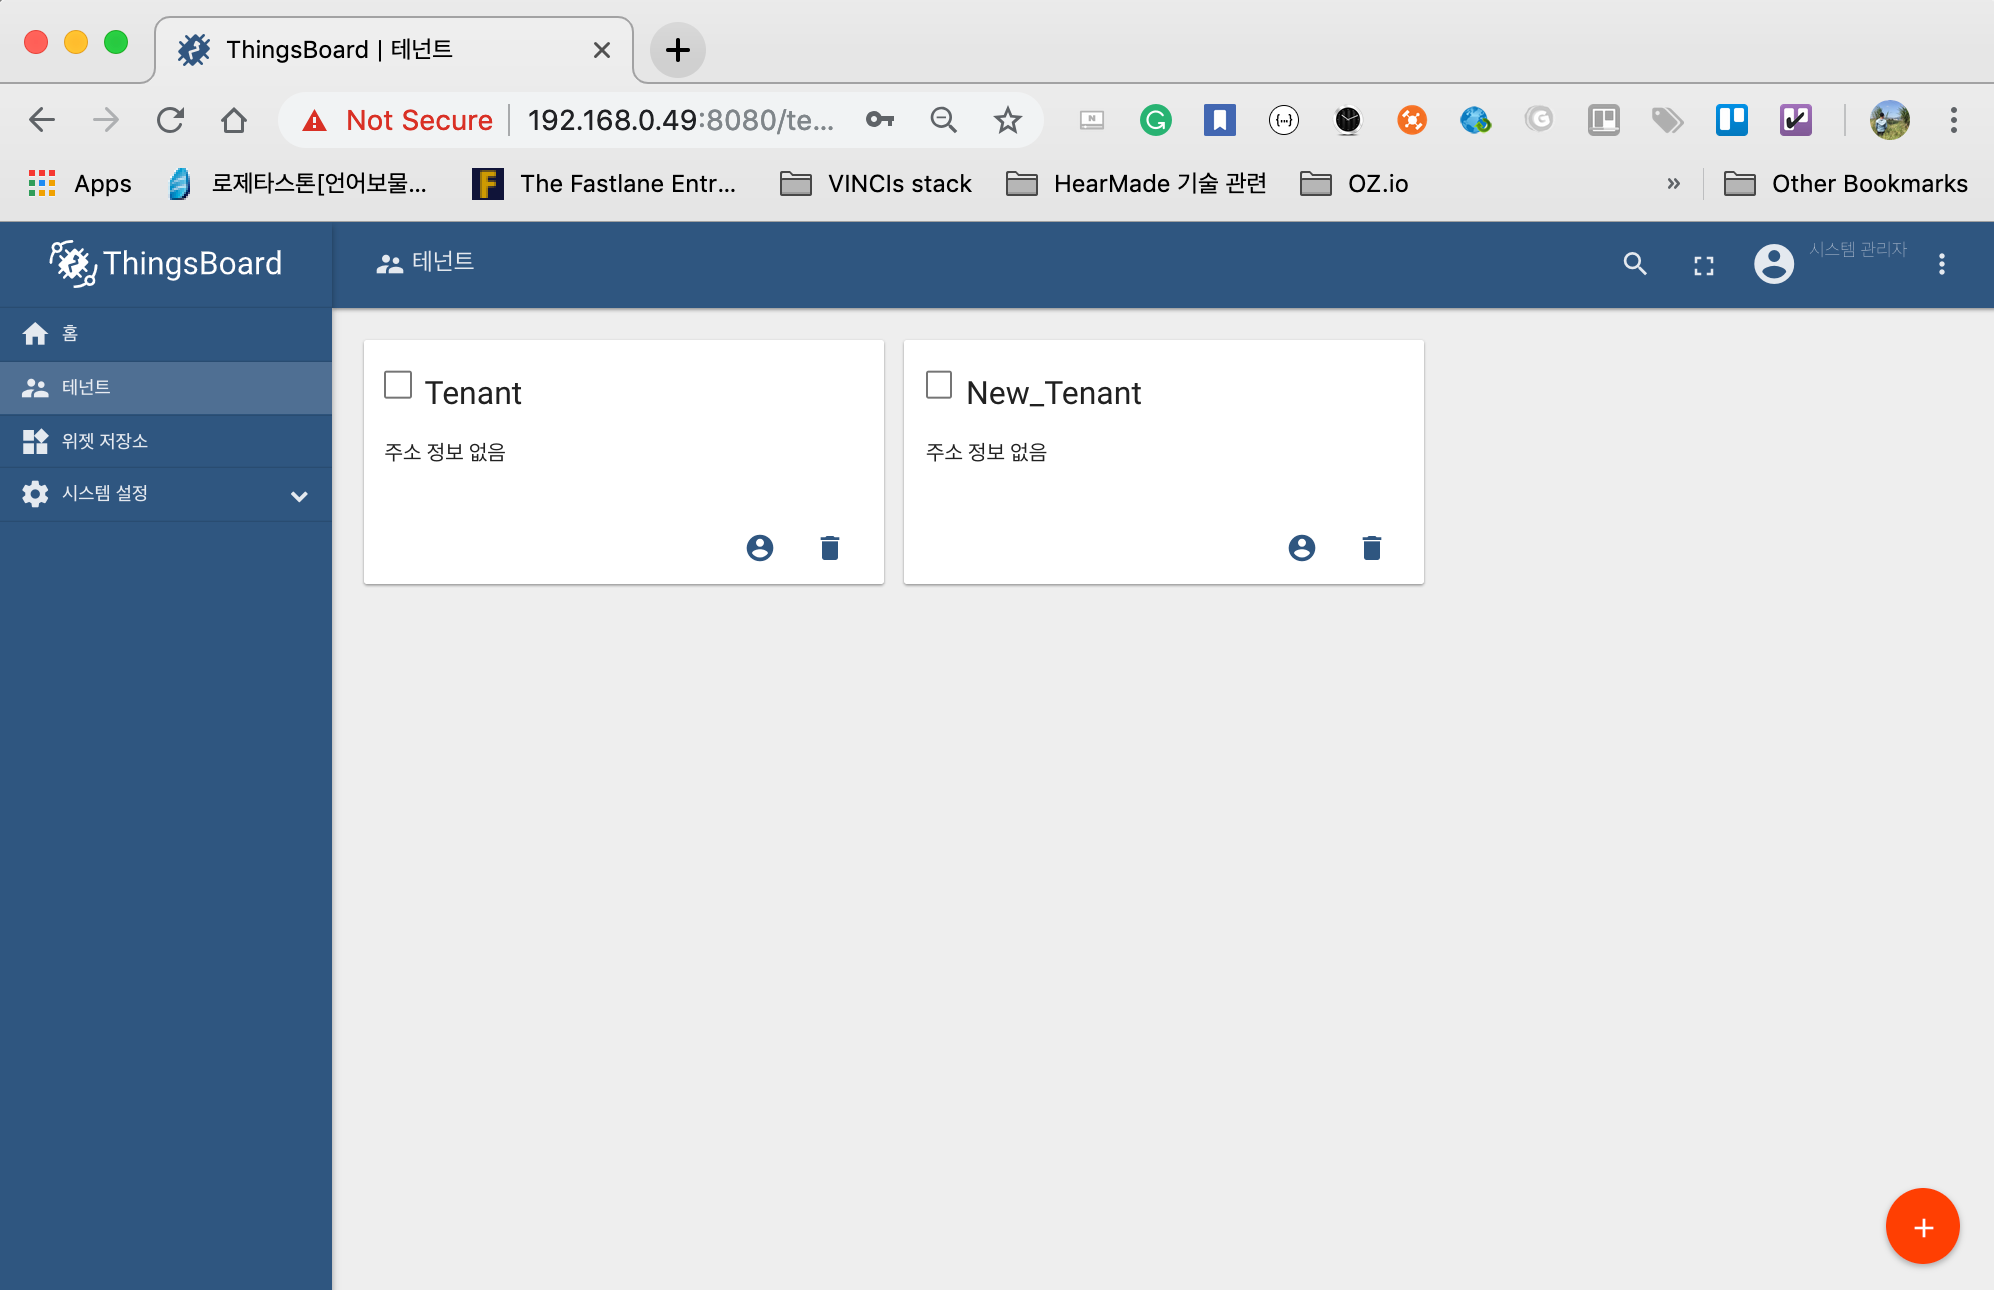 ThingsBoard | 테넌트
Not Secure
192.168.0.49:8080/te...
Apps
로제타스톤[언어보물...
The Fastlane Entr...
VINCIs stack
HearMade 기술 관련
OZ.io
»
Other Bookmarks
ThingsBoard
테넌트
시스템 관리자
홈
테넌트
위젯 저장소
시스템 설정
Tenant
주소 정보 없음
New_Tenant
주소 정보 없음